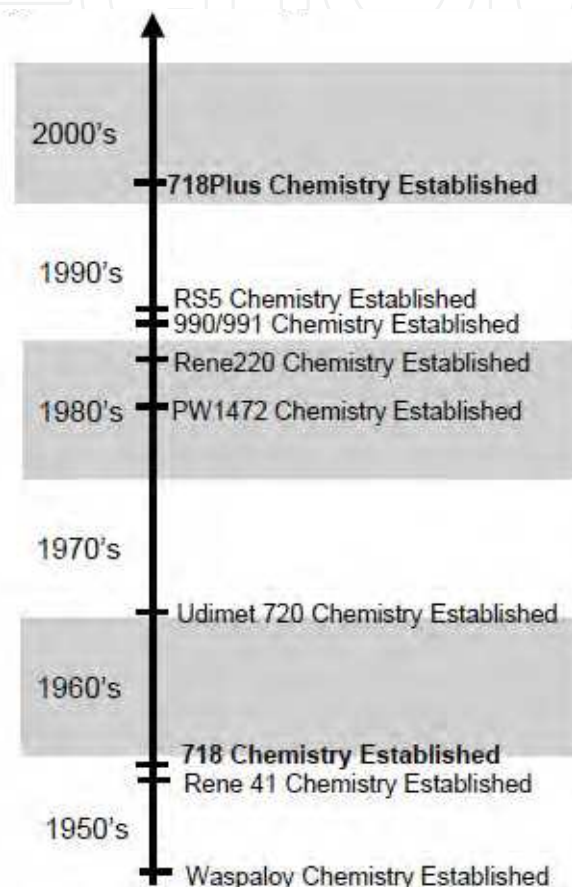 2000's
718Plus Chemistry Established
1990's
RS5 Chemistry Established
990/991 Chemistry Established
Rene220 Chemistry Established
1980's
PW1472 Chemistry Established
1970's
Udimet 720 Chemistry Established
1960's
718 Chemistry Established
Rene 41 Chemistry Established
1950's
Waspaloy Chemistry Established